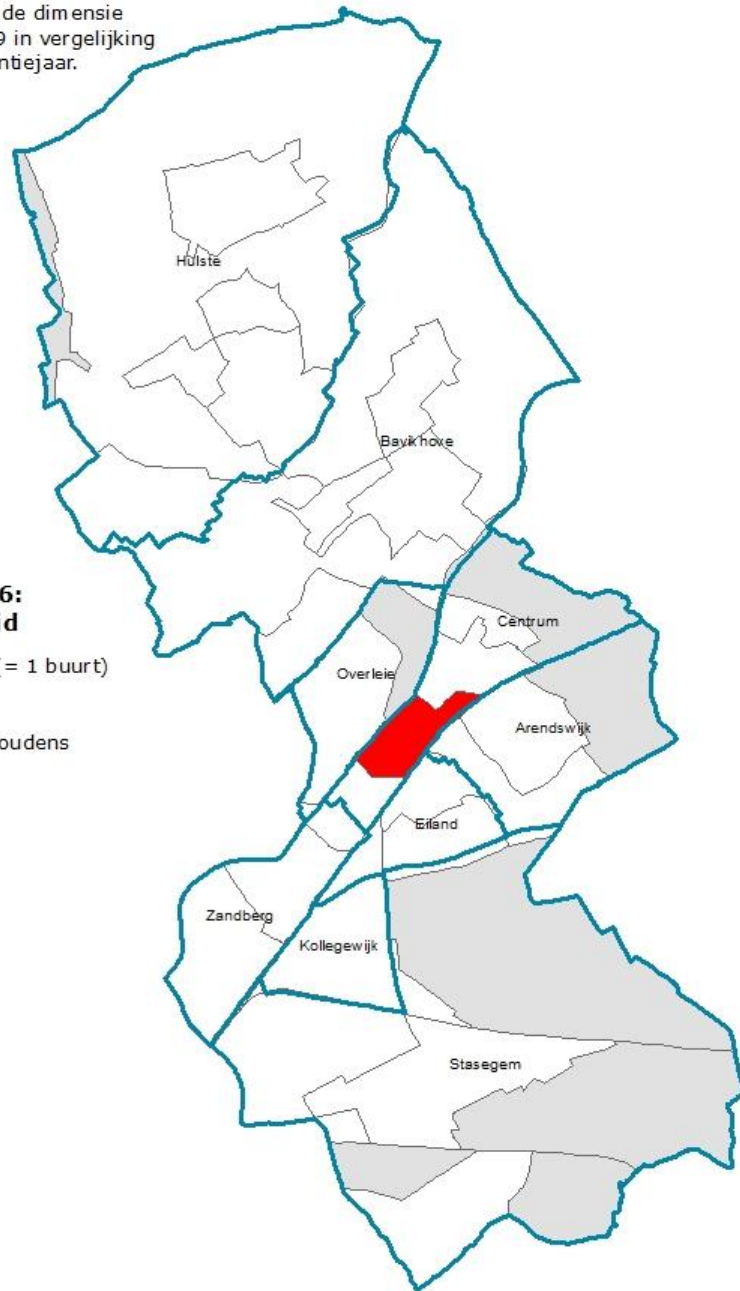 de dimensie
9 in vergelijking
ntiejaar.
Hulste
Bavikhove
6:
id
(= 1 buurt)
oudens
Centrum
Overleie
Arendswijk
Eiland
Zandberg
Kollegewijk
Stasegem